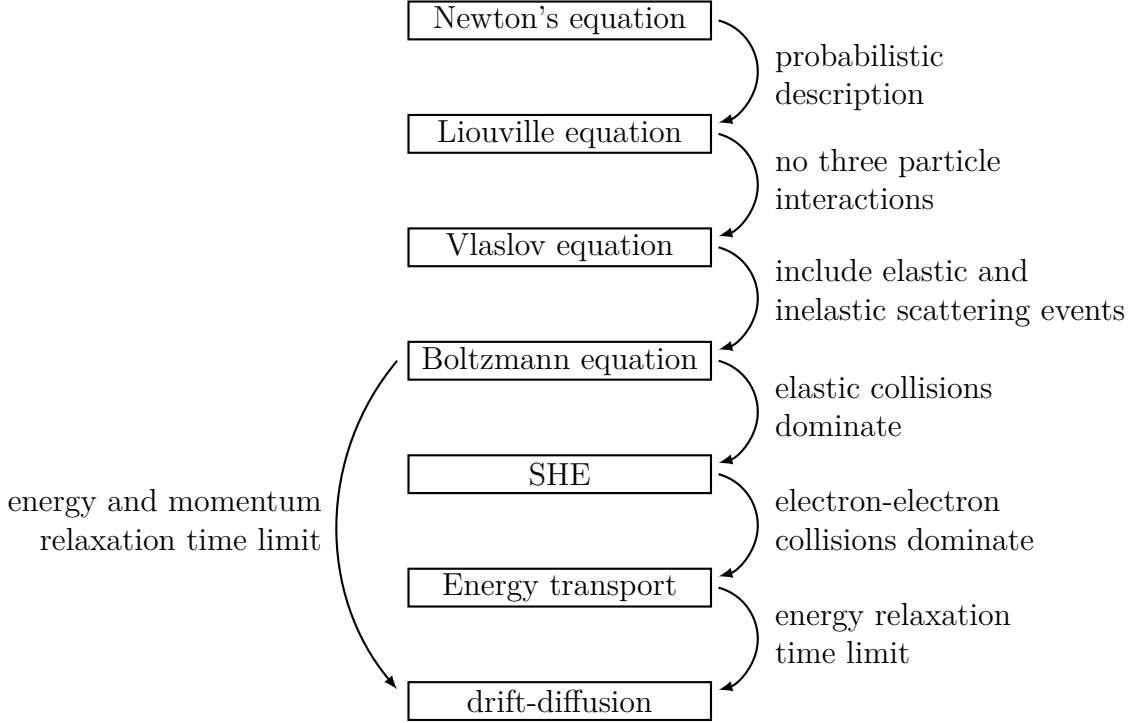 Newton's equation
probabilistic
description
Liouville equation
no three particle
interactions
Vlaslov equation
include elastic and
inelastic scattering events
Boltzmann equation
elastic collisions
dominate
SHE
energy and momentum
relaxation time limit
electron-electron
collisions dominate
Energy transport
energy relaxation
time limit
drift-diffusion